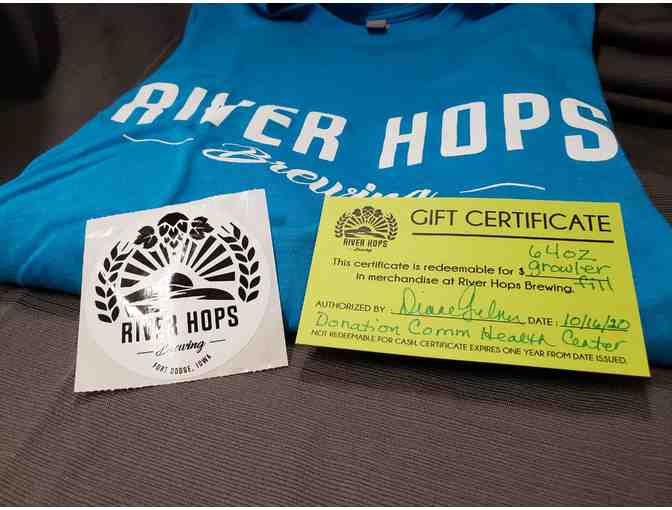 RIVER HOPS
Brewing
RIVER HOPS
Brewing
FORT DODGE, IOWA
RIVER HOPS
Brewing
GIFT CERTIFICATE
64oz
This certificate is redeemable for $ growler
fill
in merchandise at River Hops Brewing.
AUTHORIZED BY Diane Gelner DATE: 10/16/20
Donation Comm Health Center
NOT REDEEMABLE FOR CASH. CERTIFICATE EXPIRES ONE YEAR FROM DATE ISSUED.